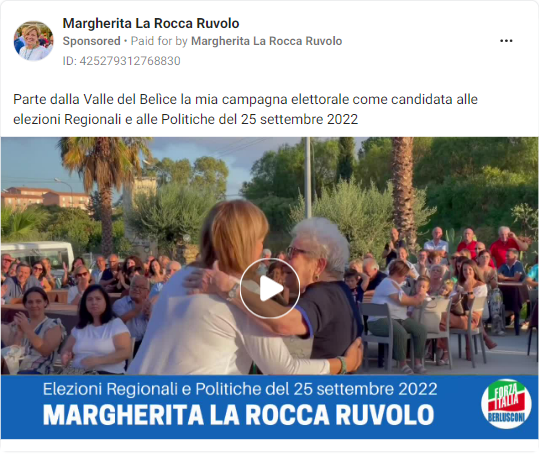 Margherita La Rocca Ruvolo
Sponsored • Paid for by Margherita La Rocca Ruvolo
ID: 425279312768830
Parte dalla Valle del Belìce la mia campagna elettorale come candidata alle
elezioni Regionali e alle Politiche del 25 settembre 2022
Elezioni Regionali e Politiche del 25 settembre 2022
MARGHERITA LA ROCCA RUVOLO
FORZA
ITALIA
BERLUSCONI